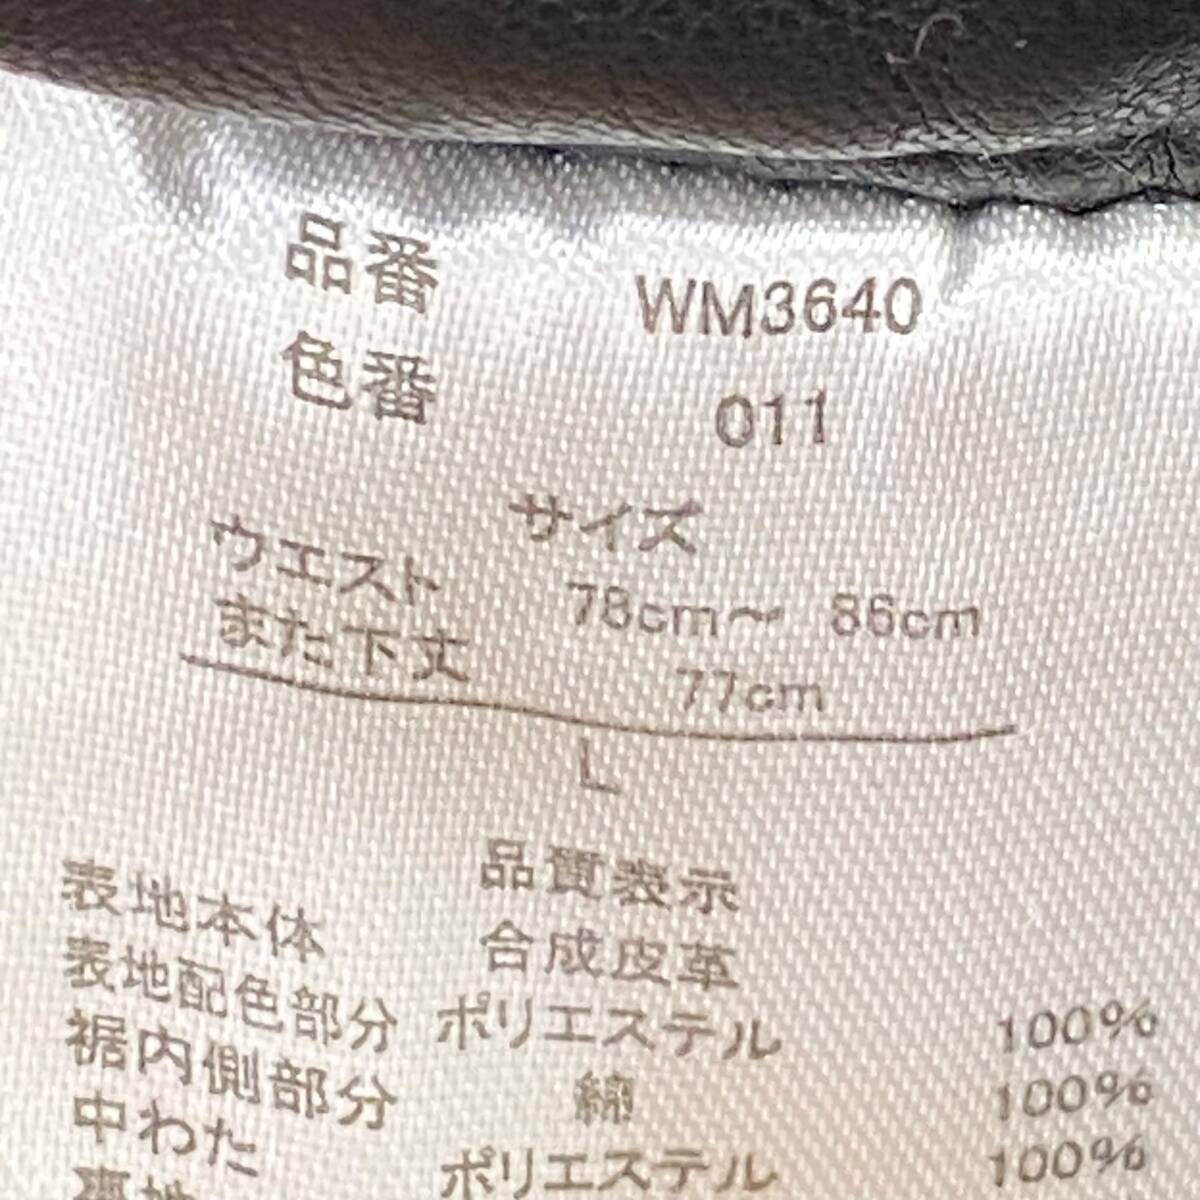 品番 WM3640
色番 011
サイズ
ウエスト 78cm〜 86cm
また下丈 77cm
L
品質表示
表地本体 合成皮革
表地配色部分 ポリエステル 100%
裾内側部分 綿 100%
中わた ポリエステル 100%
裏地